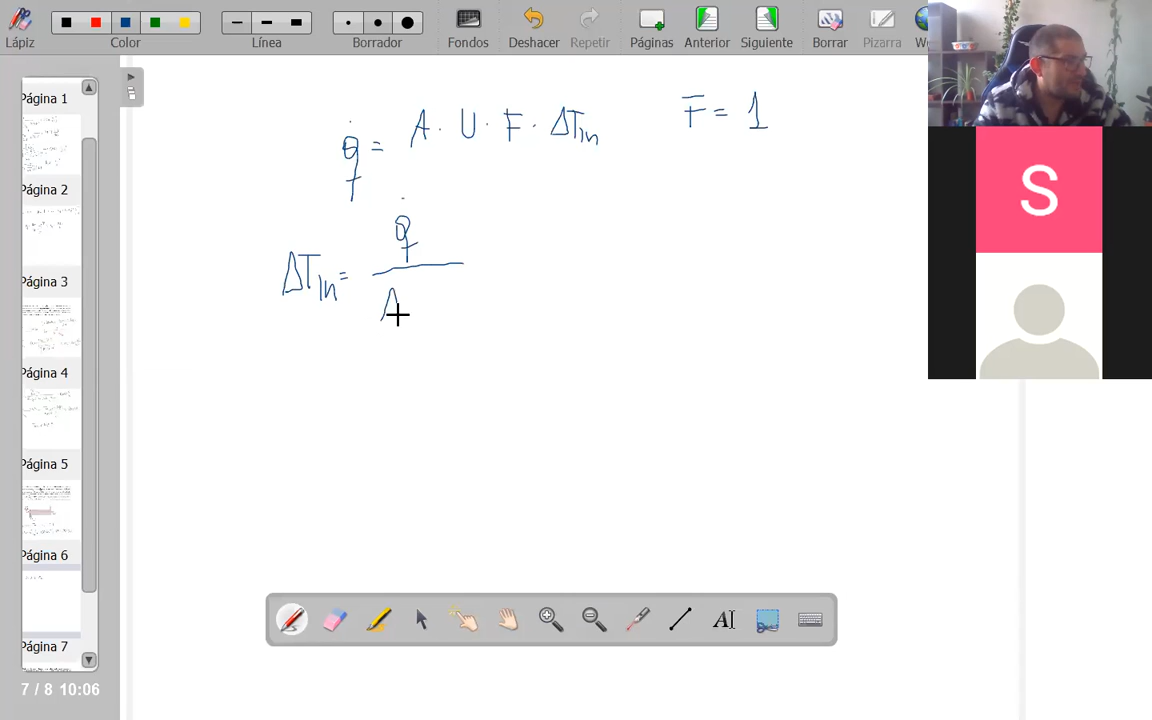 Lápiz
Color
Línea
Borrador
Fondos
Deshacer
Repetir
Páginas
Anterior
Siguiente
Borrar
Pizarra
Página 1
Página 2
Página 3
Página 4
Página 5
Página 6
Página 7
7 / 8 10:06
q̇ = A · U · F · ΔTln
F = 1
ΔTln = q̇
A
S
AI